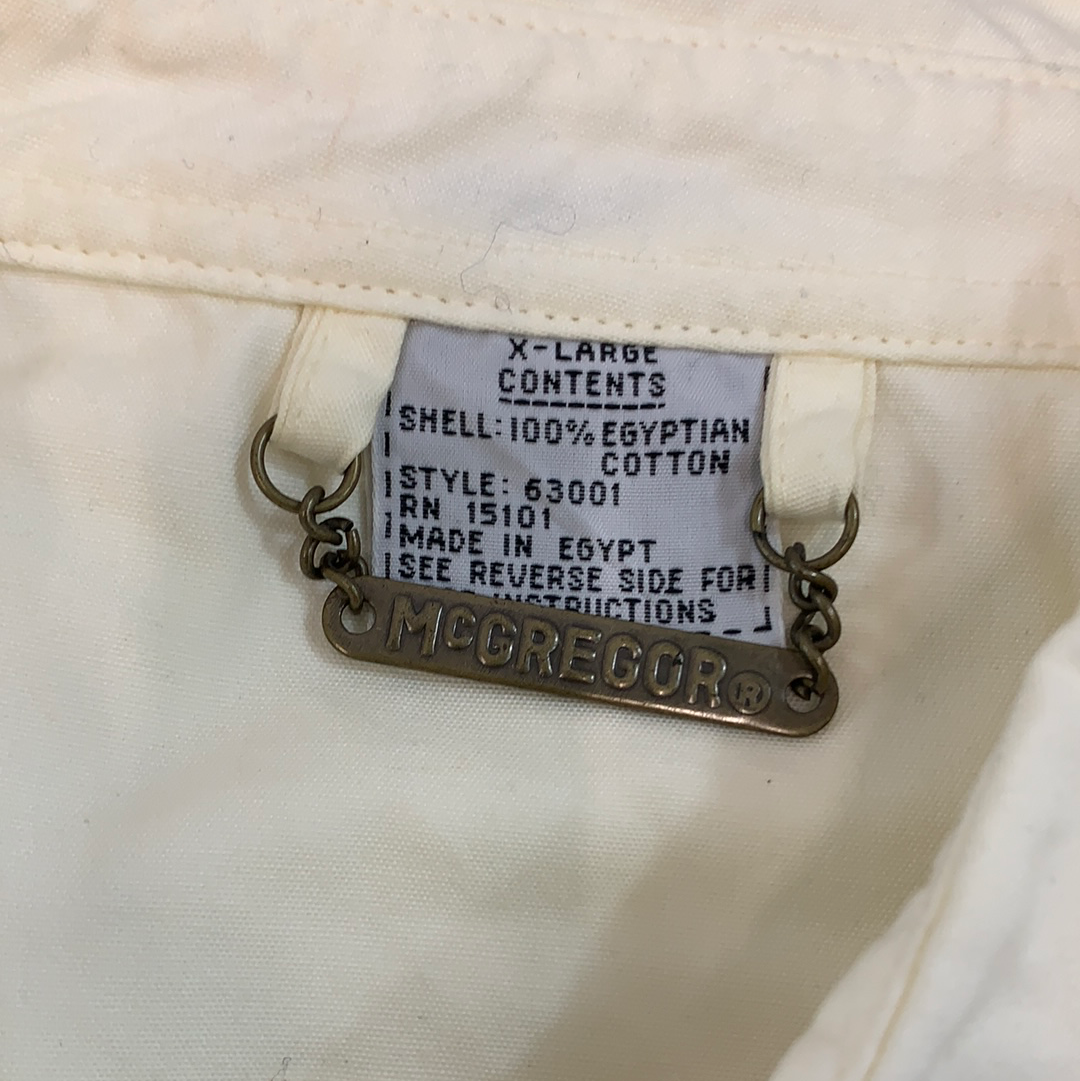 X-LARGE
CONTENTS
SHELL: 100% EGYPTIAN
COTTON
STYLE: 63001
RN 15101
MADE IN EGYPT
SEE REVERSE SIDE FOR
INSTRUCTIONS
McGREGOR®